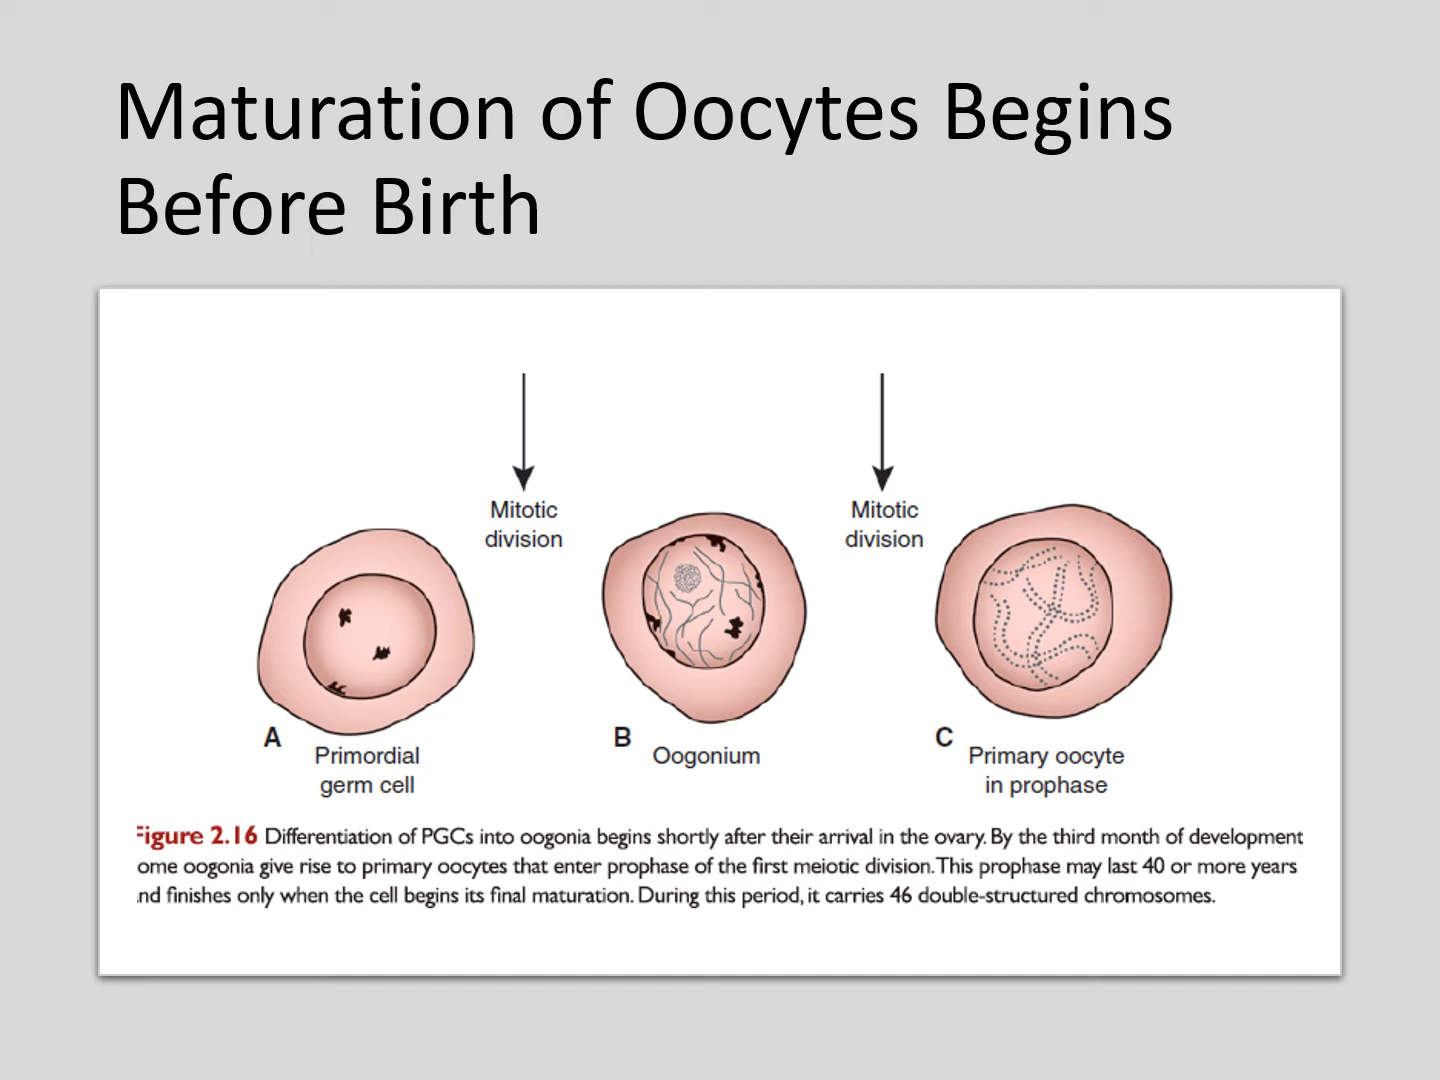 Maturation of Oocytes Begins
Before Birth
Mitotic
division
Mitotic
division
A
Primordial
germ cell
B
Oogonium
C
Primary oocyte
in prophase
igure 2.16 Differentiation of PGCs into oogonia begins shortly after their arrival in the ovary. By the third month of development
ome oogonia give rise to primary oocytes that enter prophase of the first meiotic division. This prophase may last 40 or more years
nd finishes only when the cell begins its final maturation. During this period, it carries 46 double-structured chromosomes.